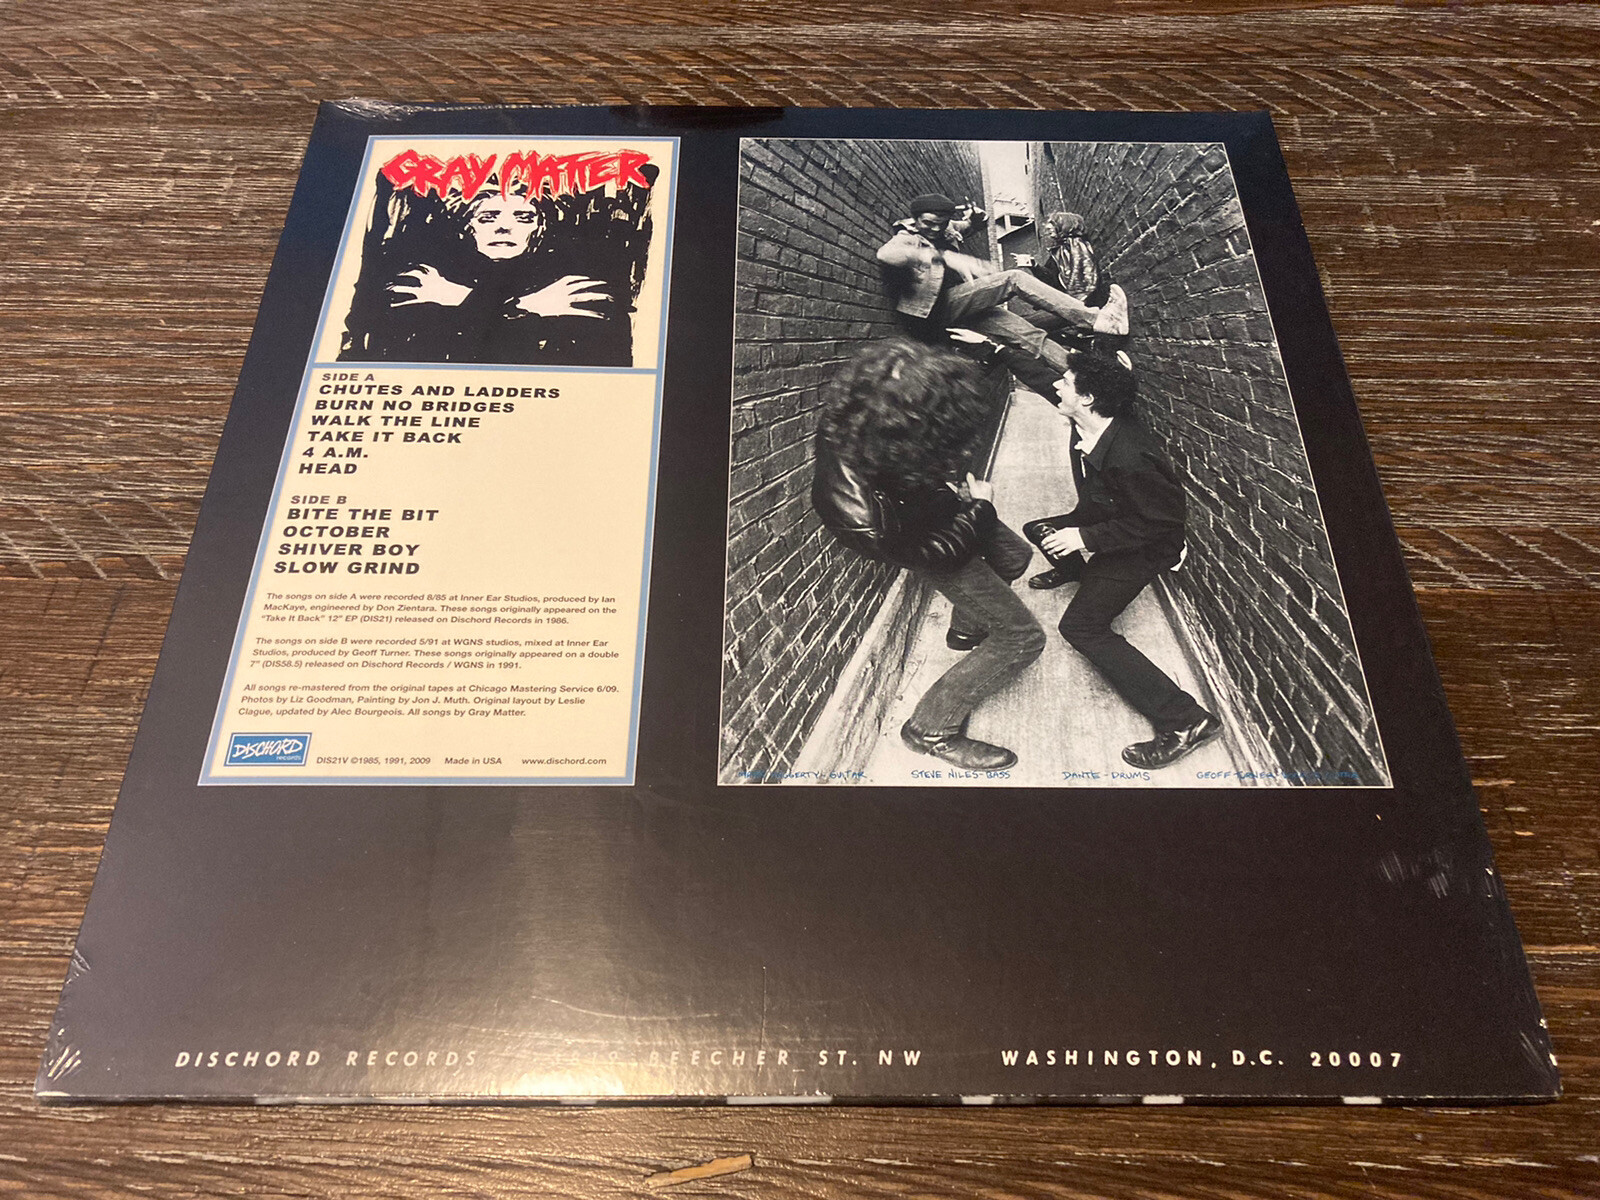 GRAY MATTER
SIDE A
CHUTES AND LADDERS
BURN NO BRIDGES
WALK THE LINE
TAKE IT BACK
4 A.M.
HEAD
SIDE B
BITE THE BIT
OCTOBER
SHIVER BOY
SLOW GRIND
The songs on side A were recorded 8/85 at Inner Ear Studios, produced by Ian
MacKaye, engineered by Don Zientara. These songs originally appeared on the
"Take It Back" 12" EP (DIS21) released on Dischord Records in 1986.
The songs on side B were recorded 5/91 at WGNS studios, mixed at Inner Ear
Studios, produced by Geoff Turner. These songs originally appeared on a double
7" (DIS58.5) released on Dischord Records / WGNS in 1991.
All songs re-mastered from the original tapes at Chicago Mastering Service 6/09.
Photos by Liz Goodman, Painting by Jon J. Muth. Original layout by Leslie
Clague, updated by Alec Bourgeois. All songs by Gray Matter.
DISCHORD
records
DIS21V ©1985, 1991, 2009 Made in USA www.dischord.com
GUITAR STEVE NILES-BASS DANTE-DRUMS GEOFF
DISCHORD RECORDS 3819 BEECHER ST. NW WASHINGTON, D.C. 20007